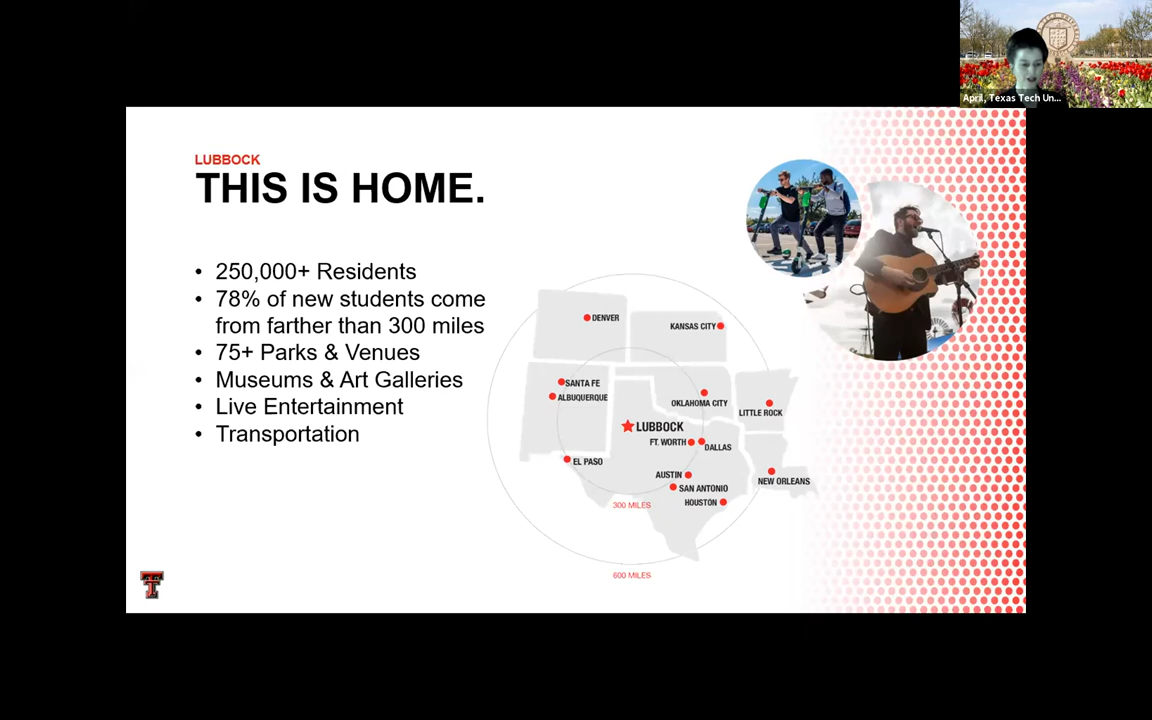 April, Texas Tech Un...
LUBBOCK
THIS IS HOME.
• 250,000+ Residents
• 78% of new students come
from farther than 300 miles
• 75+ Parks & Venues
• Museums & Art Galleries
• Live Entertainment
• Transportation
DENVER
KANSAS CITY
SANTA FE
ALBUQUERQUE
OKLAHOMA CITY
LITTLE ROCK
LUBBOCK
FT. WORTH
DALLAS
EL PASO
AUSTIN
SAN ANTONIO
NEW ORLEANS
HOUSTON
300 MILES
600 MILES